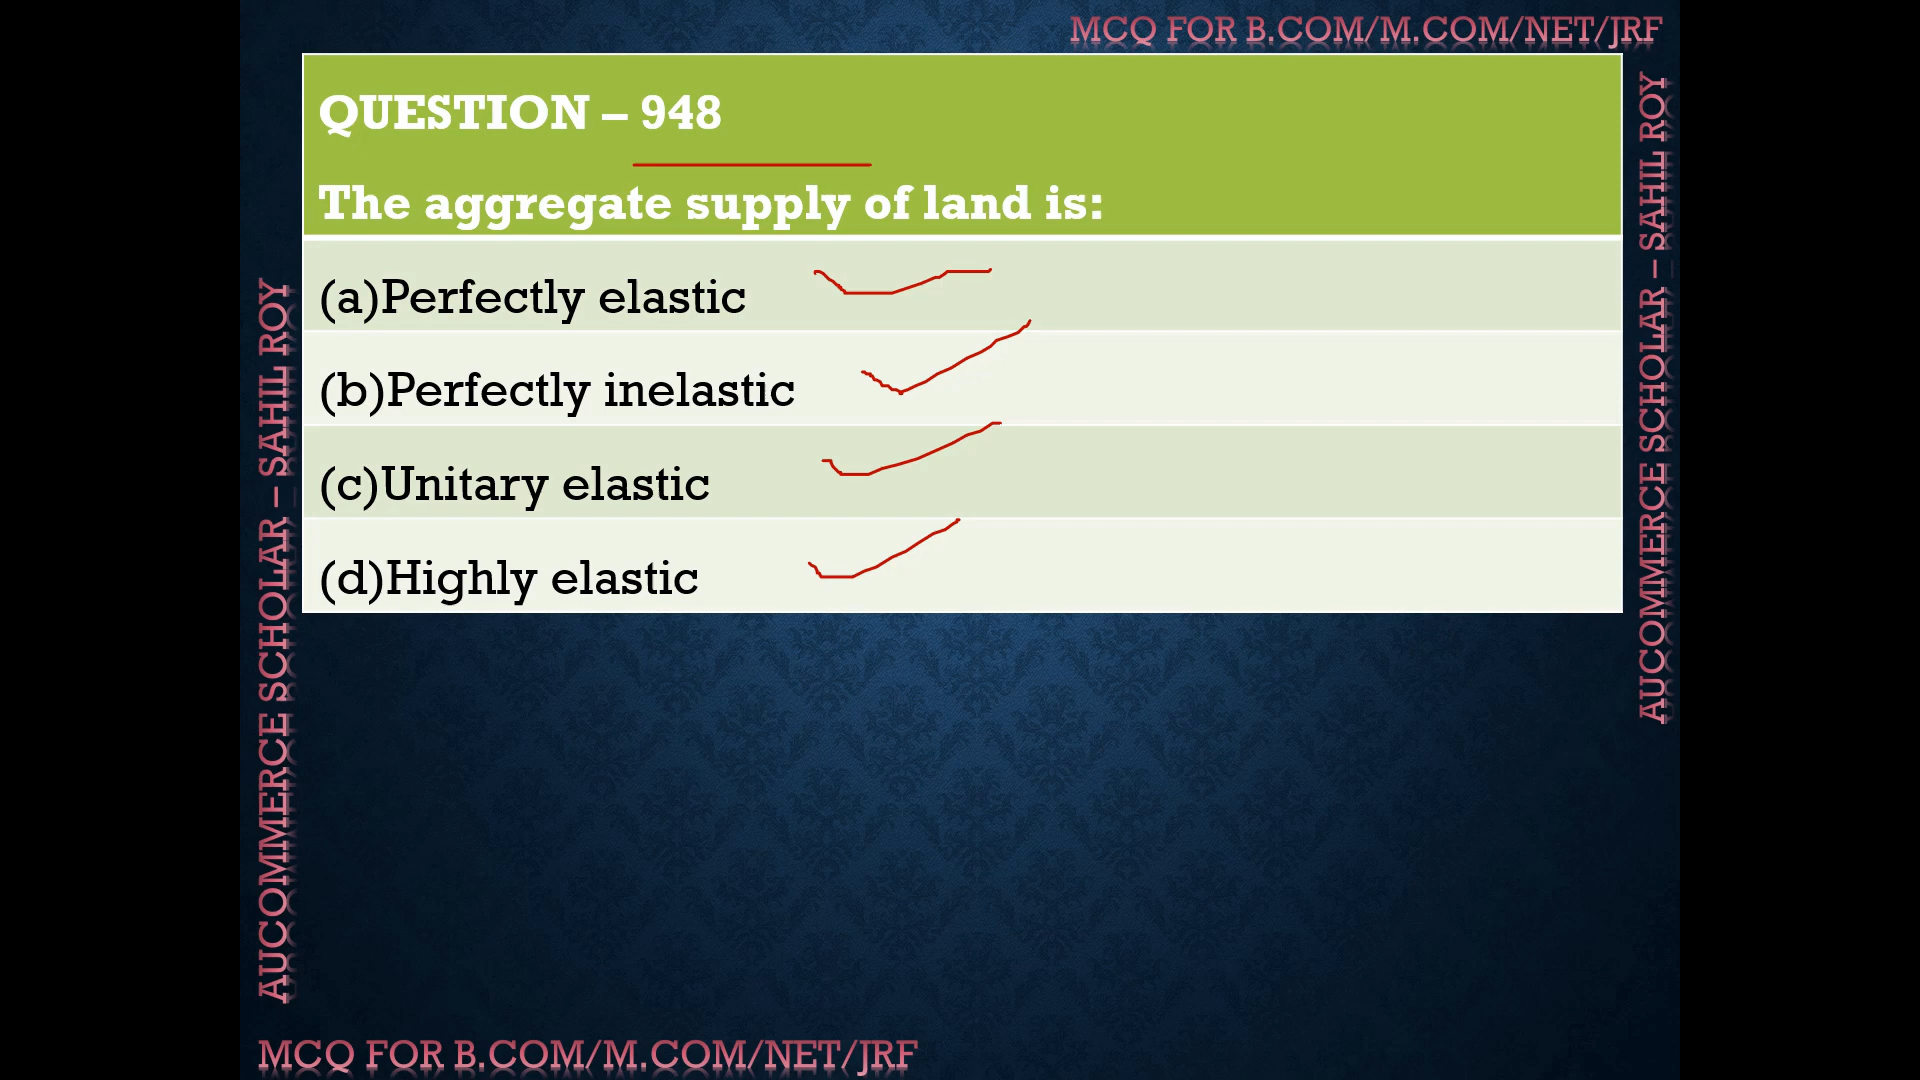 MCQ FOR B.COM/M.COM/NET/JRF
QUESTION – 948
The aggregate supply of land is:
(a)Perfectly elastic
(b)Perfectly inelastic
(c)Unitary elastic
(d)Highly elastic
AUCOMMERCE SCHOLAR – SAHIL ROY
AUCOMMERCE SCHOLAR – SAHIL ROY
MCQ FOR B.COM/M.COM/NET/JRF